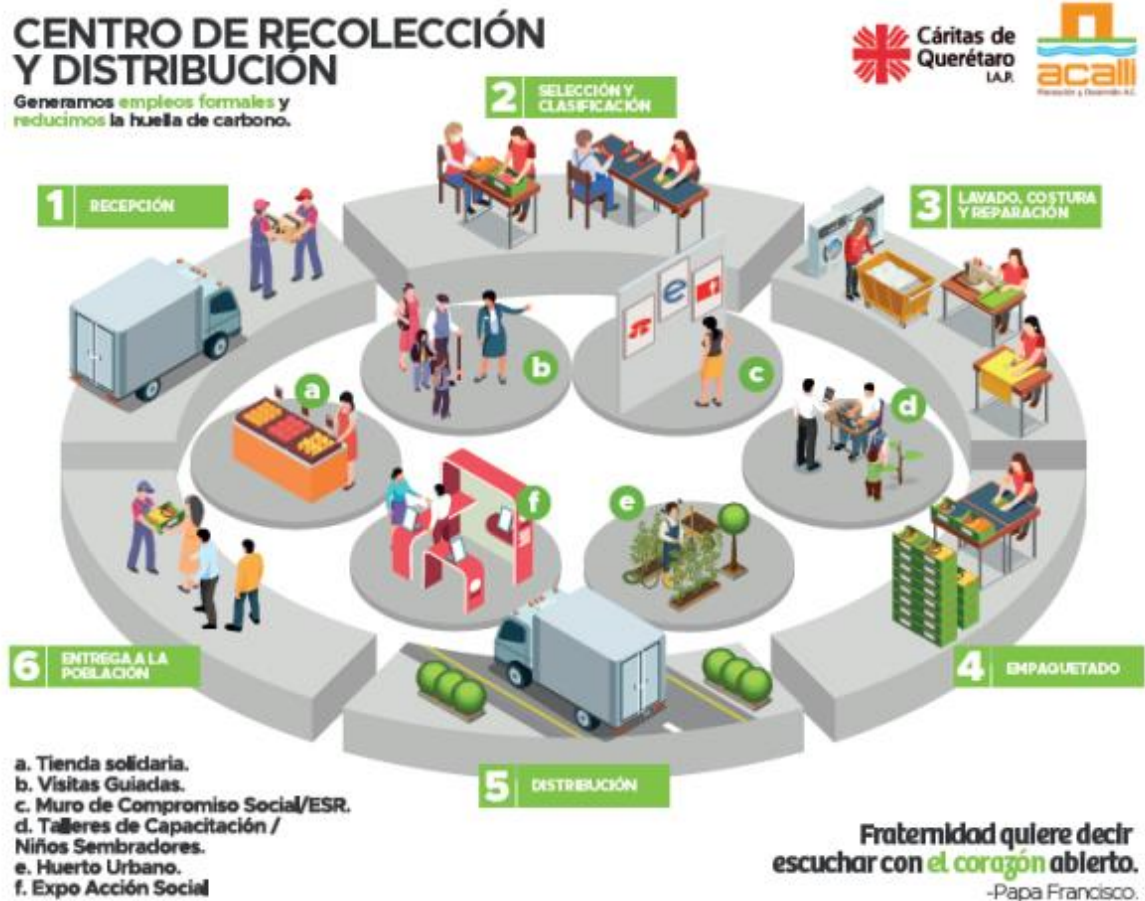 CENTRO DE RECOLECCIÓN
Y DISTRIBUCIÓN
Generamos empleos formales y
reducimos la huella de carbono.
Cáritas de
Querétaro
I.A.P.
acalli
Planeación y Desarrollo A.C.
1 RECEPCIÓN
2 SELECCIÓN Y
CLASIFICACIÓN
3 LAVADO, COSTURA
Y REPARACIÓN
a
b
c
d
e
f
6 ENTREGA A LA
POBLACIÓN
4 EMPAQUETADO
5 DISTRIBUCIÓN
a. Tienda solidaria.
b. Visitas Guiadas.
c. Muro de Compromiso Social/ESR.
d. Talleres de Capacitación /
Niños Sembradores.
e. Huerto Urbano.
f. Expo Acción Social
Fraternidad quiere decir
escuchar con el corazón abierto.
-Papa Francisco.